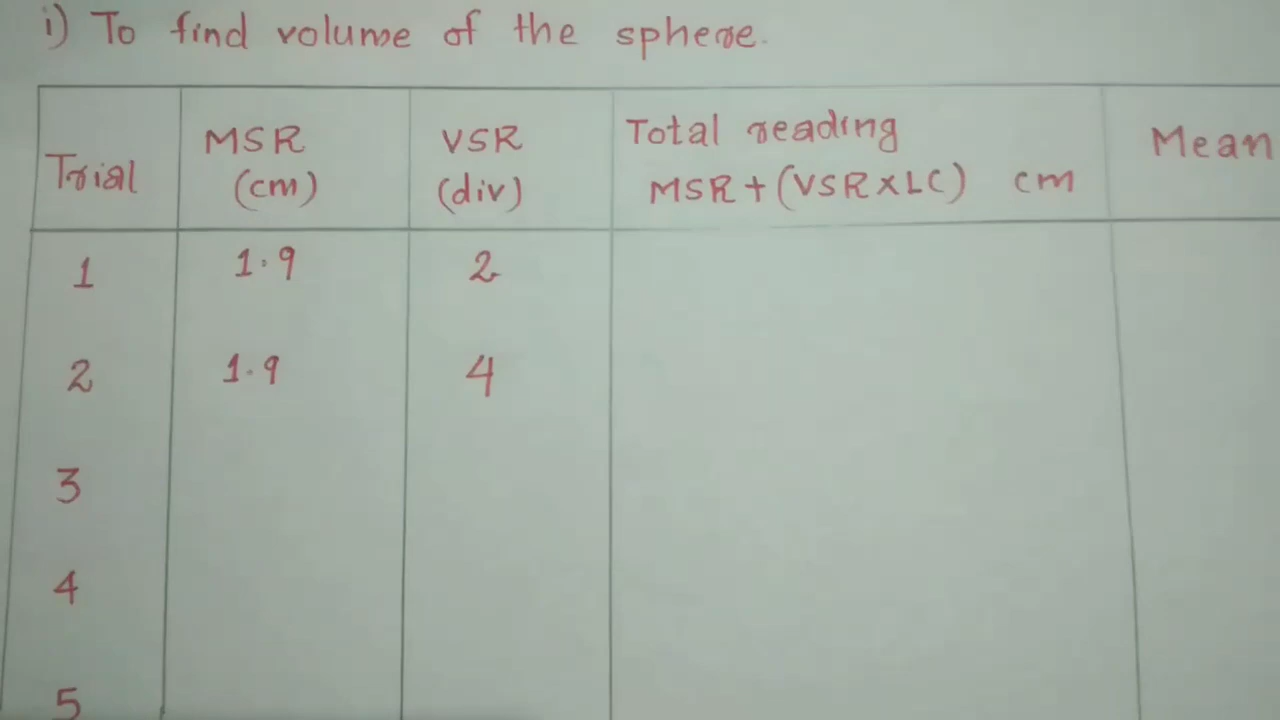 i) To find volume of the sphere.
Trial MSR (cm) VSR (div) Total reading MSR + (VSR X LC) cm Mean
1 1.9 2
2 1.9 4
3
4
5